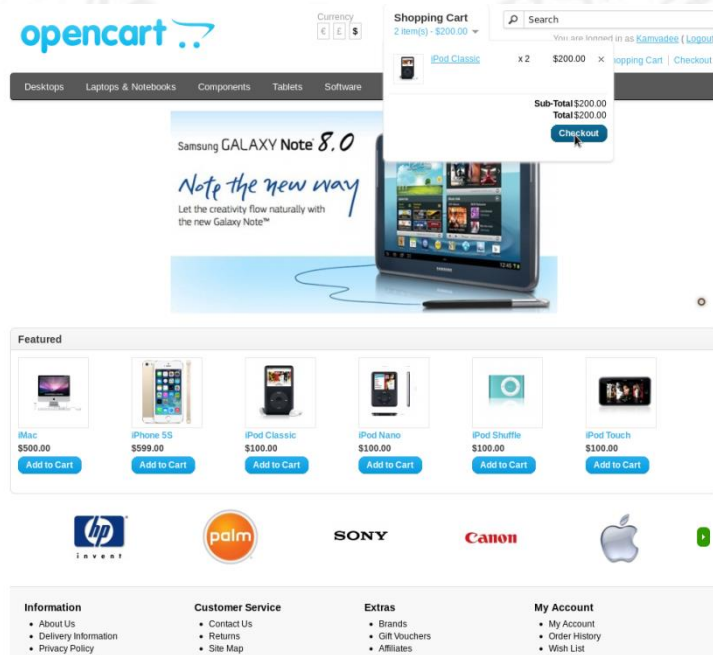 opencart
Currency
€ £ $
Shopping Cart
2 item(s) - $200.00
Search
You are logged in as Kamvadee ( Logout
opping Cart Checkout
iPod Classic x 2 $200.00 ×
Sub-Total $200.00
Total $200.00
Checkout
Desktops Laptops & Notebooks Components Tablets Software
Samsung GALAXY Note 8.0
Note the new way
Let the creativity flow naturally with
the new Galaxy Note™
SAMSUNG
Featured
iMac iPhone 5S iPod Classic iPod Nano iPod Shuffle iPod Touch
$500.00 $599.00 $100.00 $100.00 $100.00 $100.00
Add to Cart Add to Cart Add to Cart Add to Cart Add to Cart Add to Cart
hp
invent
palm
SONY
Canon
Information Customer Service Extras My Account
About Us Contact Us Brands My Account
Delivery Information Returns Gift Vouchers Order History
Privacy Policy Site Map Affiliates Wish List